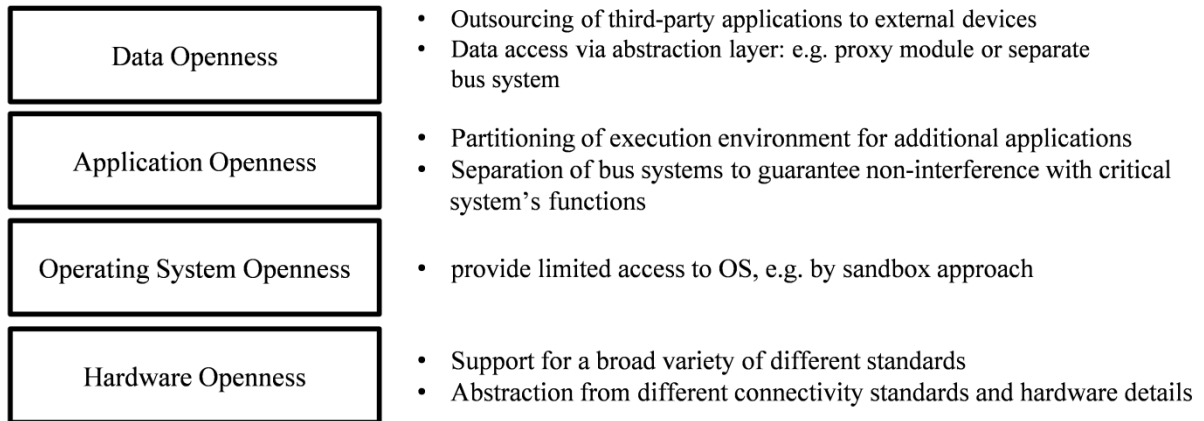 Data Openness
• Outsourcing of third-party applications to external devices
• Data access via abstraction layer: e.g. proxy module or separate
bus system
Application Openness
• Partitioning of execution environment for additional applications
• Separation of bus systems to guarantee non-interference with critical
system's functions
Operating System Openness
• provide limited access to OS, e.g. by sandbox approach
Hardware Openness
• Support for a broad variety of different standards
• Abstraction from different connectivity standards and hardware details